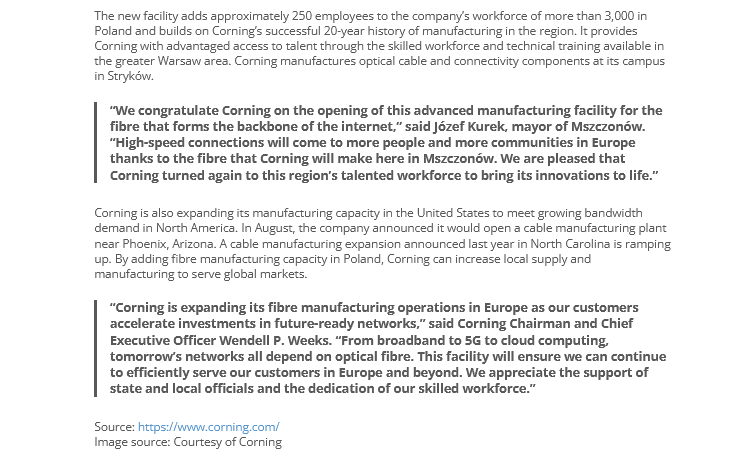 The new facility adds approximately 250 employees to the company’s workforce of more than 3,000 in
Poland and builds on Corning’s successful 20-year history of manufacturing in the region. It provides
Corning with advantaged access to talent through the skilled workforce and technical training available in
the greater Warsaw area. Corning manufactures optical cable and connectivity components at its campus
in Stryków.
“We congratulate Corning on the opening of this advanced manufacturing facility for the
fibre that forms the backbone of the internet,” said Józef Kurek, mayor of Mszczonów.
“High-speed connections will come to more people and more communities in Europe
thanks to the fibre that Corning will make here in Mszczonów. We are pleased that
Corning turned again to this region’s talented workforce to bring its innovations to life.”
Corning is also expanding its manufacturing capacity in the United States to meet growing bandwidth
demand in North America. In August, the company announced it would open a cable manufacturing plant
near Phoenix, Arizona. A cable manufacturing expansion announced last year in North Carolina is ramping
up. By adding fibre manufacturing capacity in Poland, Corning can increase local supply and
manufacturing to serve global markets.
“Corning is expanding its fibre manufacturing operations in Europe as our customers
accelerate investments in future-ready networks,” said Corning Chairman and Chief
Executive Officer Wendell P. Weeks. “From broadband to 5G to cloud computing,
tomorrow’s networks all depend on optical fibre. This facility will ensure we can continue
to efficiently serve our customers in Europe and beyond. We appreciate the support of
state and local officials and the dedication of our skilled workforce.”
Source: https://www.corning.com/
Image source: Courtesy of Corning